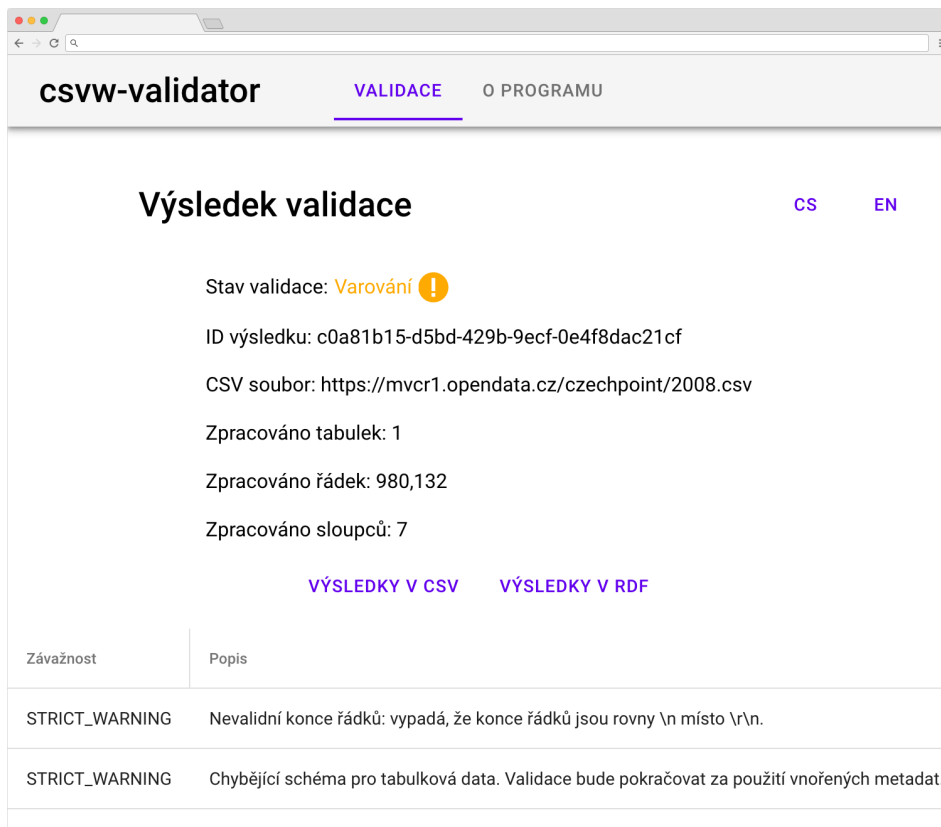 csvw-validator VALIDACE O PROGRAMU
Výsledek validace CS EN
Stav validace: Varování
ID výsledku: c0a81b15-d5bd-429b-9ecf-0e4f8dac21cf
CSV soubor: https://mvcr1.opendata.cz/czechpoint/2008.csv
Zpracováno tabulek: 1
Zpracováno řádek: 980,132
Zpracováno sloupců: 7
VÝSLEDKY V CSV VÝSLEDKY V RDF
Závažnost Popis
STRICT_WARNING Nevalidní konce řádků: vypadá, že konce řádků jsou rovny \n místo \r\n.
STRICT_WARNING Chybějící schéma pro tabulková data. Validace bude pokračovat za použití vnořených metadat